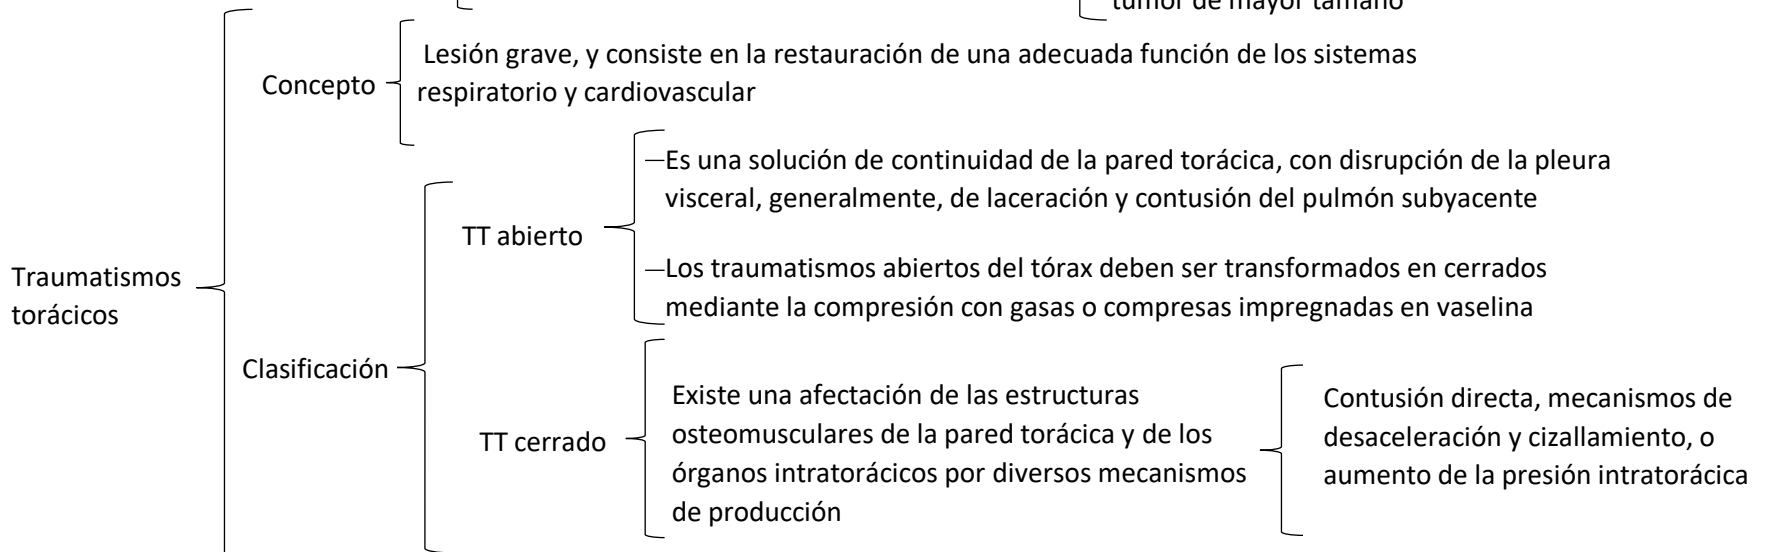 tumor de mayor tamaño
Lesión grave, y consiste en la restauración de una adecuada función de los sistemas
respiratorio y cardiovascular
Concepto
Es una solución de continuidad de la pared torácica, con disrupción de la pleura
visceral, generalmente, de laceración y contusión del pulmón subyacente
TT abierto
Los traumatismos abiertos del tórax deben ser transformados en cerrados
mediante la compresión con gasas o compresas impregnadas en vaselina
Traumatismos
torácicos
Clasificación
Existe una afectación de las estructuras
osteomusculares de la pared torácica y de los
órganos intratorácicos por diversos mecanismos
de producción
TT cerrado
Contusión directa, mecanismos de
desaceleración y cizallamiento, o
aumento de la presión intratorácica